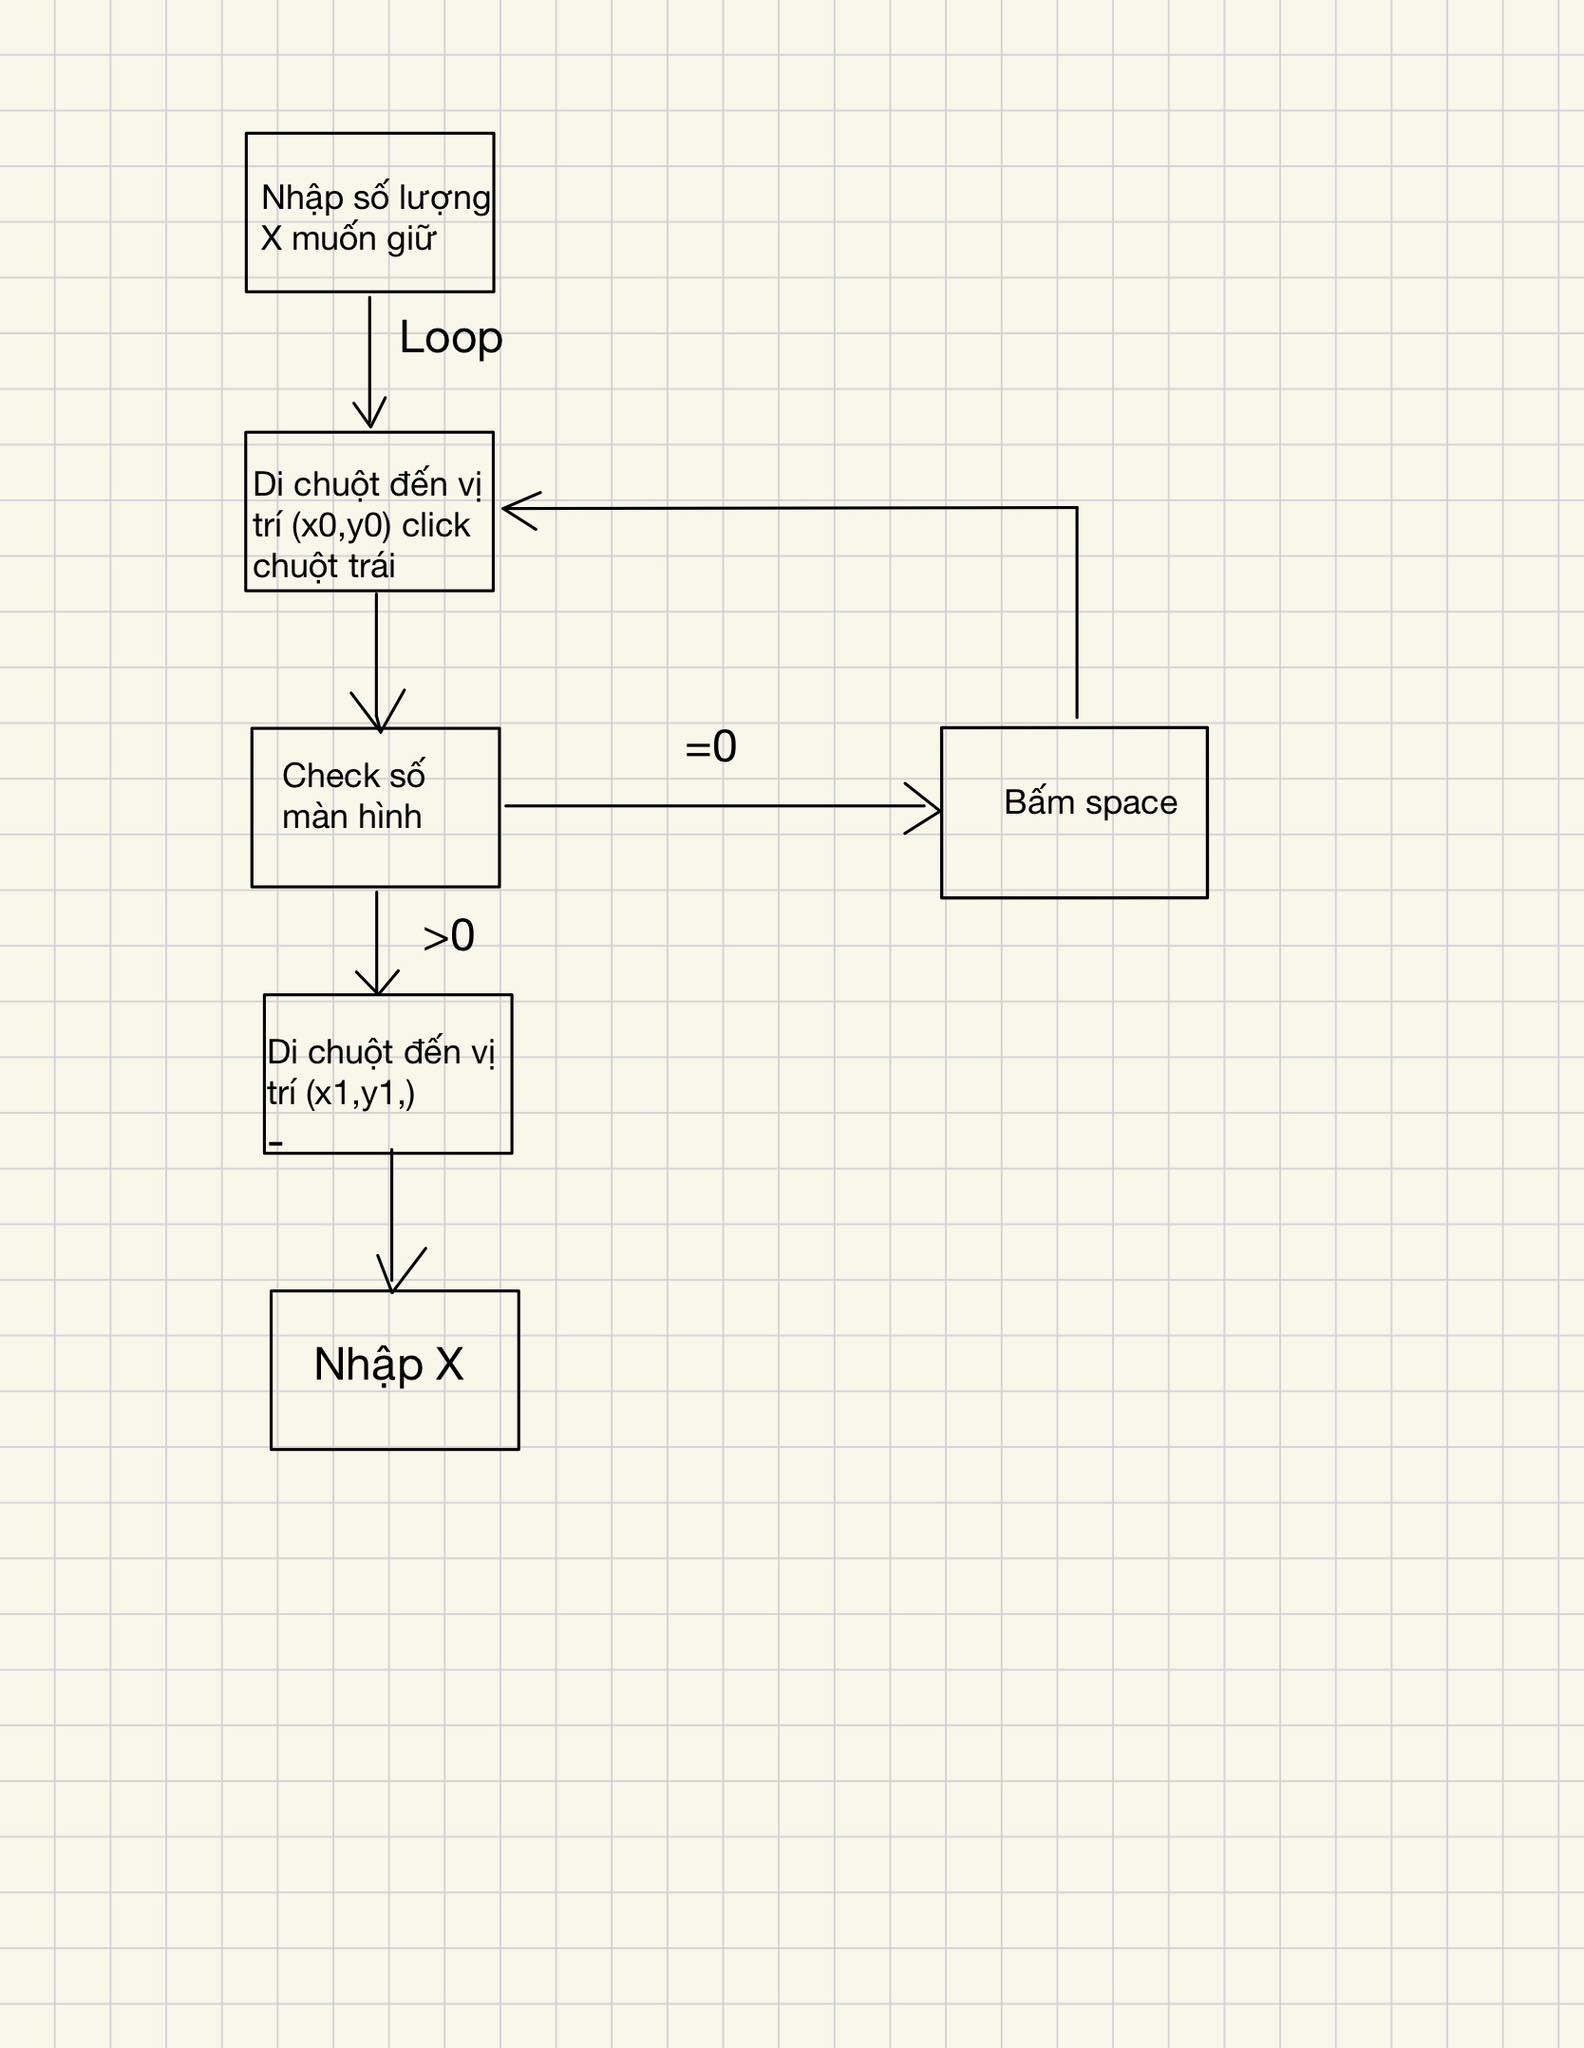 Nhập số lượng
X muốn giữ
Loop
Di chuột đến vị
trí (x0,y0) click
chuột trái
Check số
màn hình
=0
Bấm space
>0
Di chuột đến vị
trí (x1,y1,)
-
Nhập X